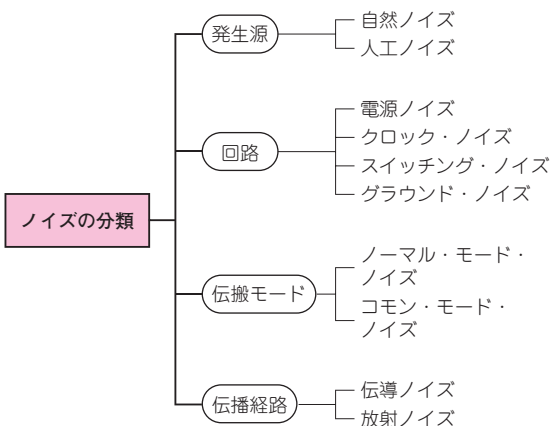 ノイズの分類
発生源
自然ノイズ
人工ノイズ
回路
電源ノイズ
クロック・ノイズ
スイッチング・ノイズ
グラウンド・ノイズ
伝搬モード
ノーマル・モード・
ノイズ
コモン・モード・
ノイズ
伝播経路
伝導ノイズ
放射ノイズ